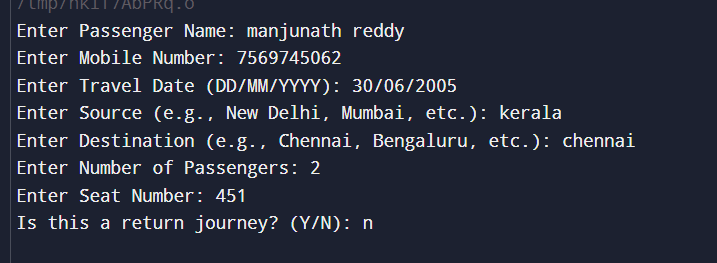 Enter Passenger Name: manjunath reddy
Enter Mobile Number: 7569745062
Enter Travel Date (DD/MM/YYYY): 30/06/2005
Enter Source (e.g., New Delhi, Mumbai, etc.): kerala
Enter Destination (e.g., Chennai, Bengaluru, etc.): chennai
Enter Number of Passengers: 2
Enter Seat Number: 451
Is this a return journey? (Y/N): n